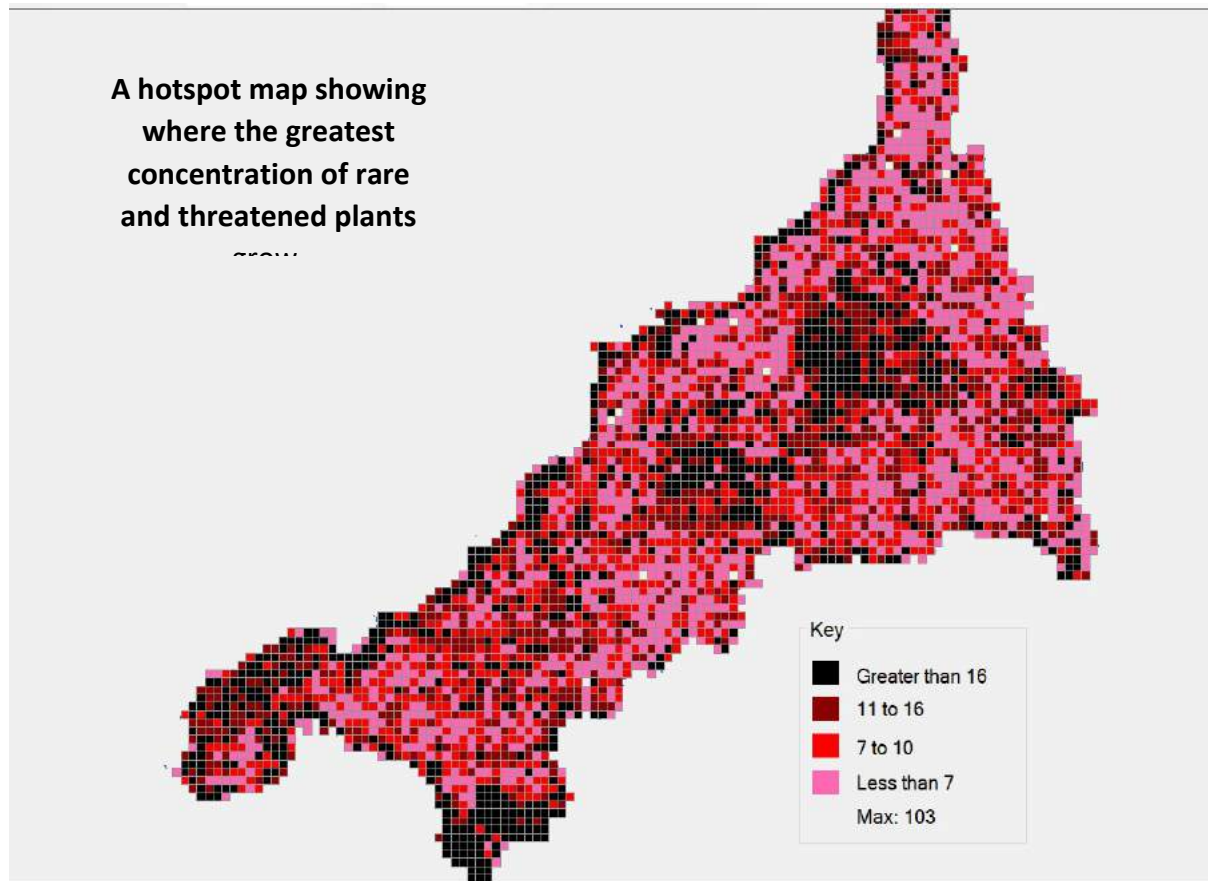 A hotspot map showing
where the greatest
concentration of rare
and threatened plants
Key
Greater than 16
11 to 16
7 to 10
Less than 7
Max: 103